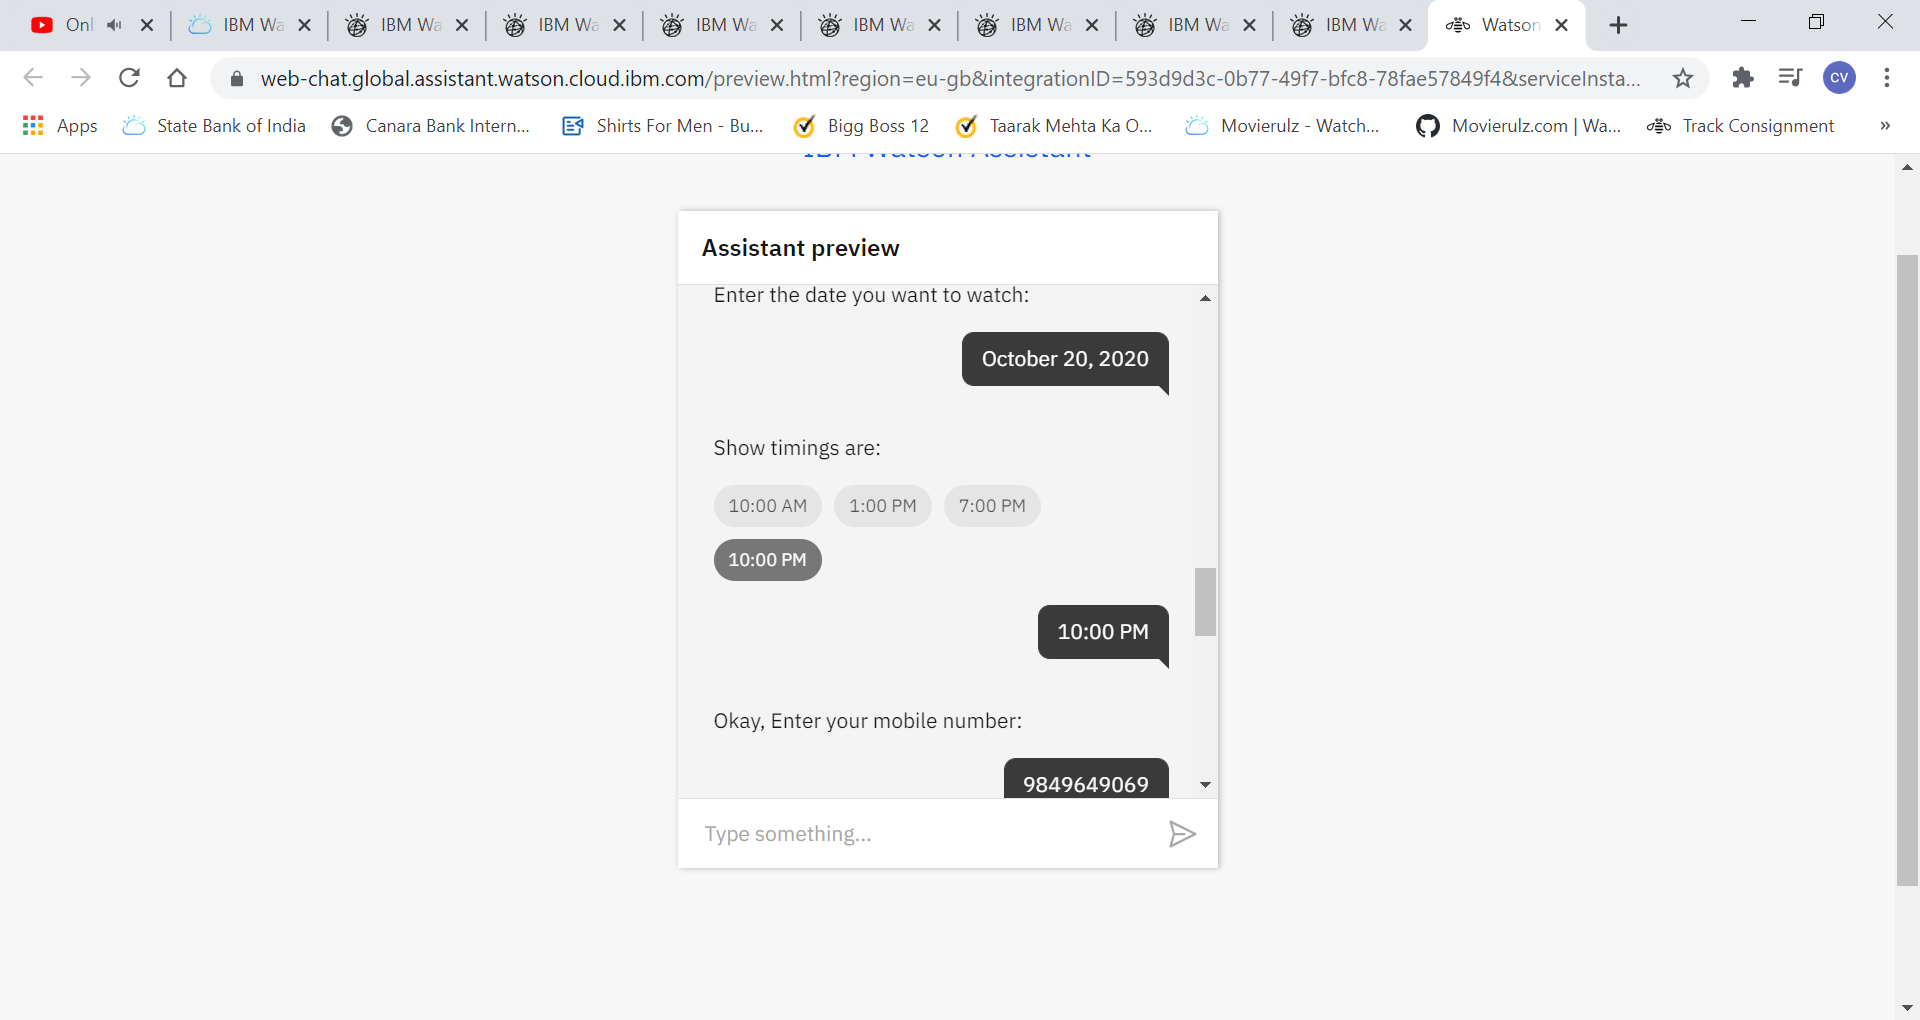 Onl
IBM Wa
IBM Wa
IBM Wa
IBM Wa
IBM Wa
IBM Wa
IBM Wa
IBM Wa
Watson
web-chat.global.assistant.watson.cloud.ibm.com/preview.html?region=eu-gb&integrationID=593d9d3c-0b77-49f7-bfc8-78fae57849f4&serviceInsta...
CV
Apps
State Bank of India
Canara Bank Intern...
Shirts For Men - Bu...
Bigg Boss 12
Taarak Mehta Ka O...
Movierulz - Watch...
Movierulz.com | Wa...
Track Consignment
»
IBM Watson Assistant
Assistant preview
Enter the date you want to watch:
October 20, 2020
Show timings are:
10:00 AM
1:00 PM
7:00 PM
10:00 PM
10:00 PM
Okay, Enter your mobile number:
9849649069
Type something...